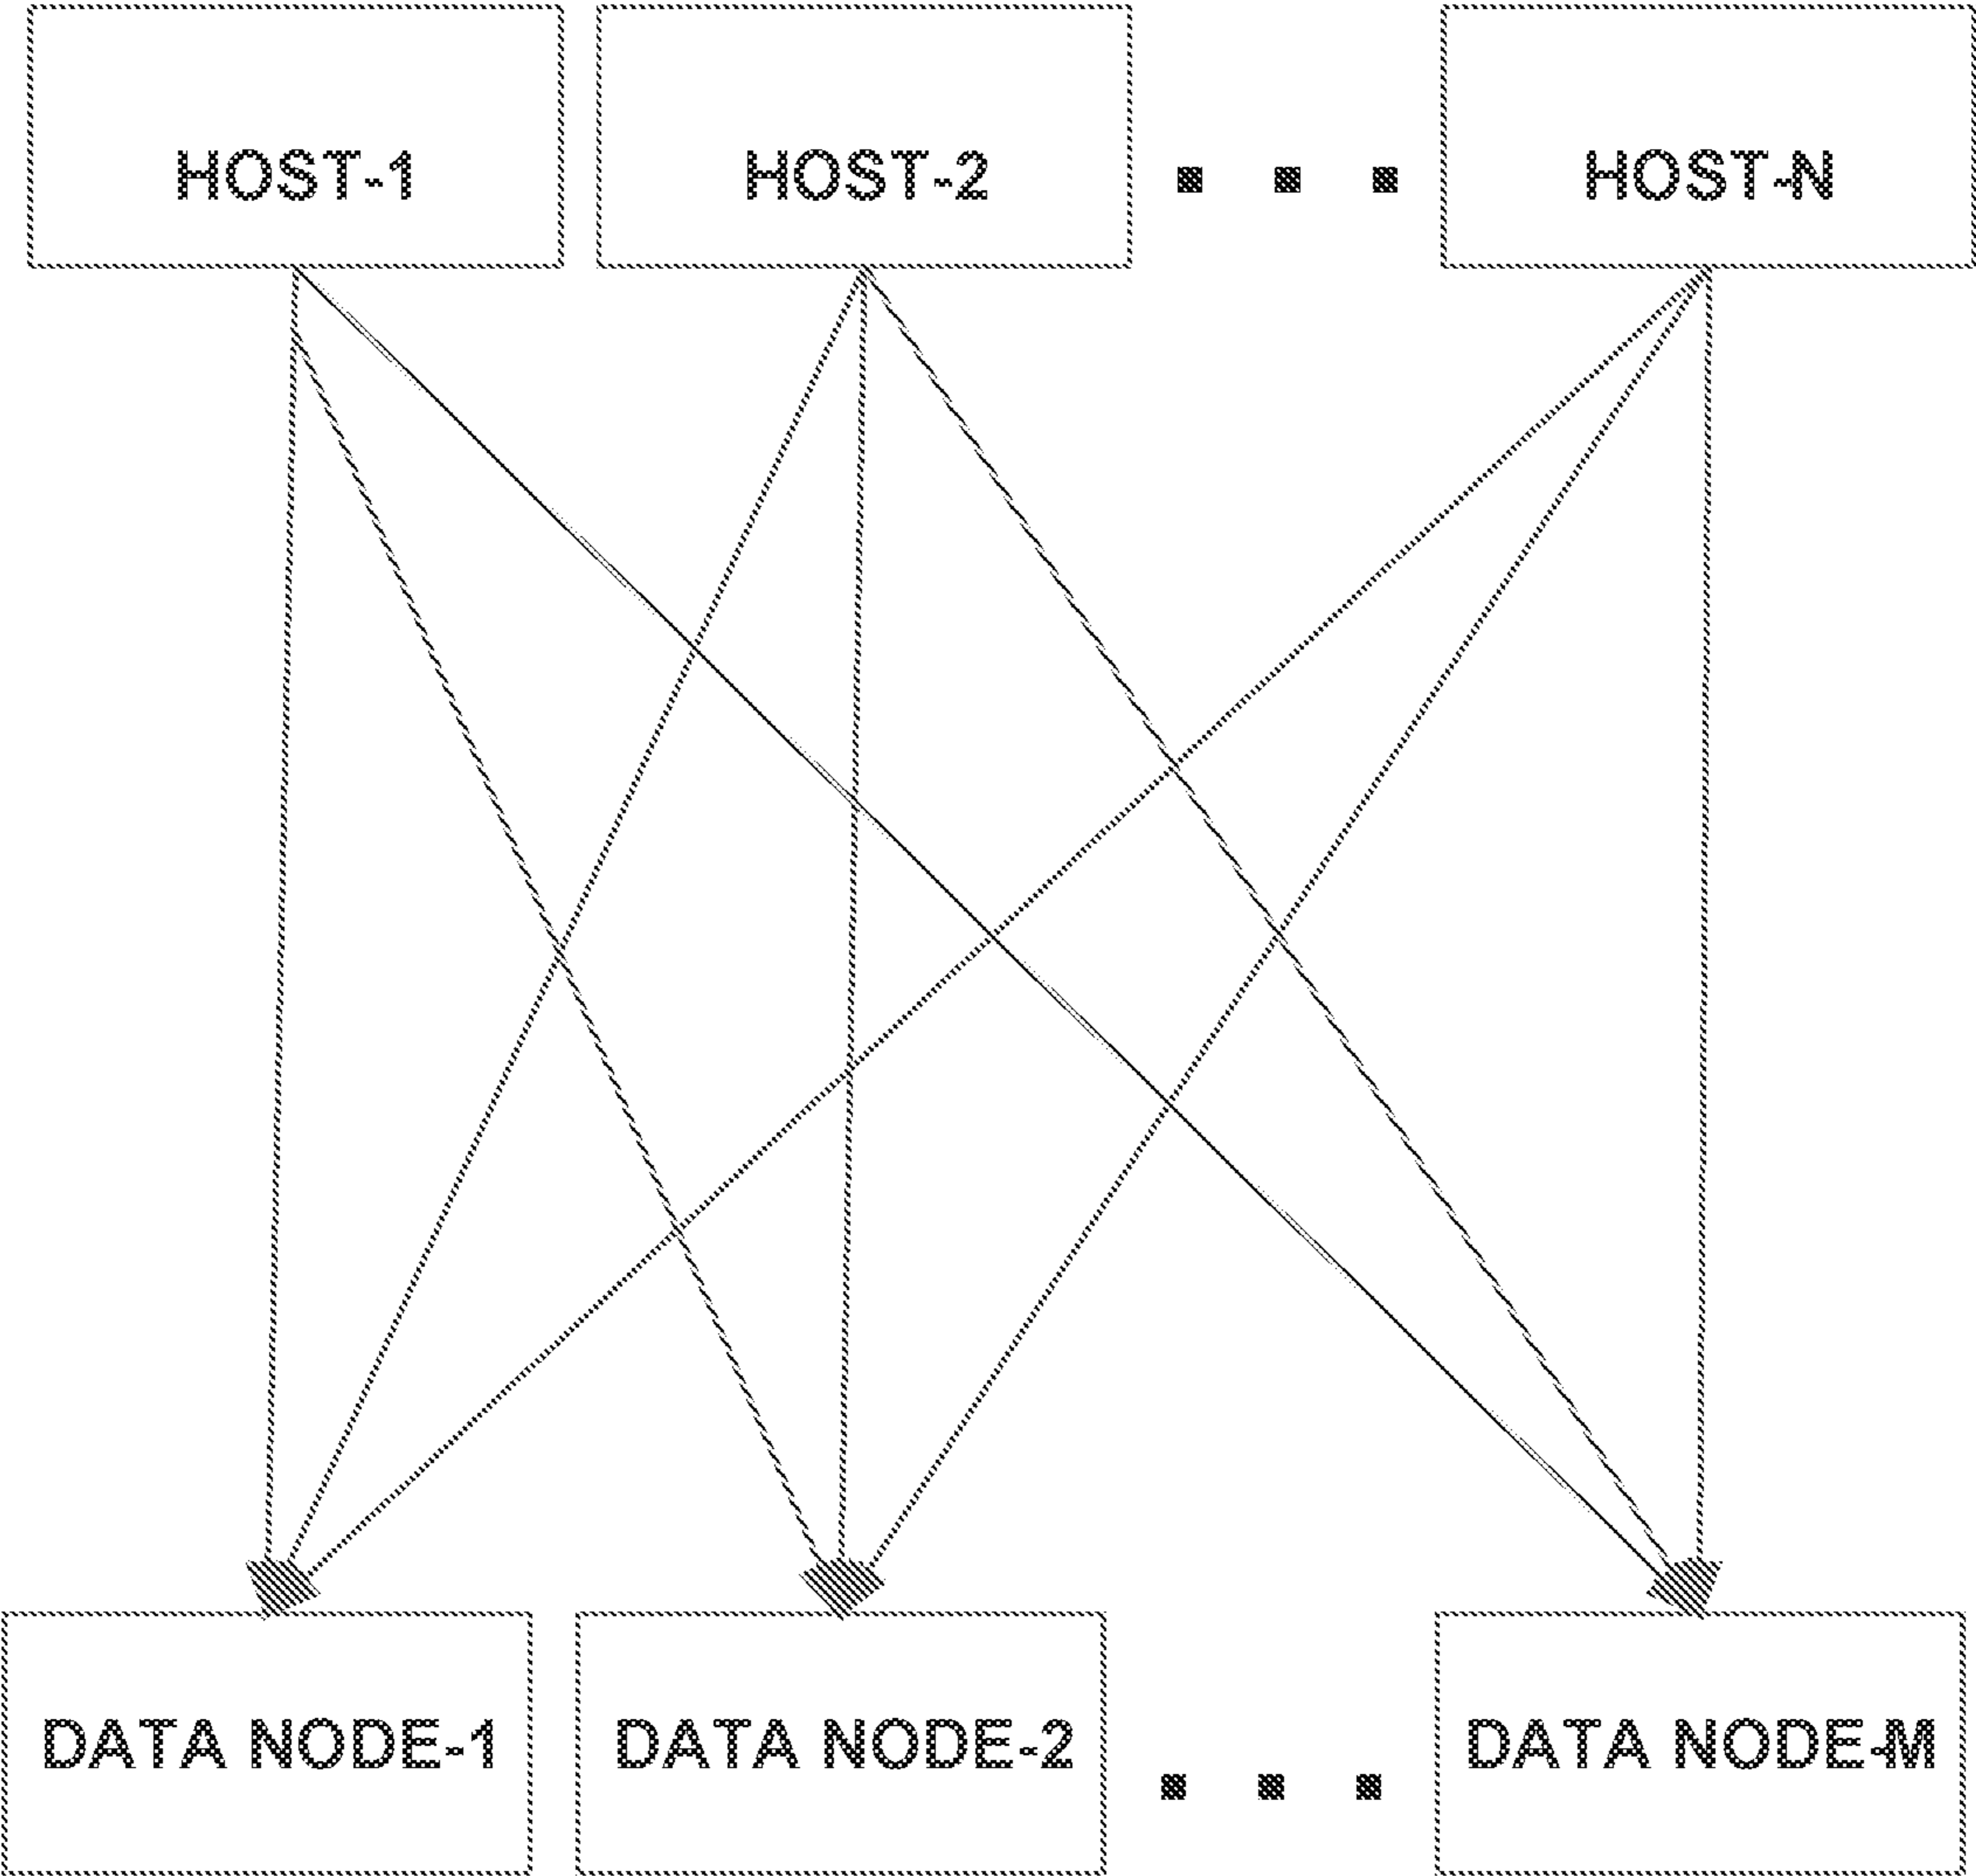 HOST-1
HOST-2
HOST-N
DATA NODE-1
DATA NODE-2
DATA NODE-M